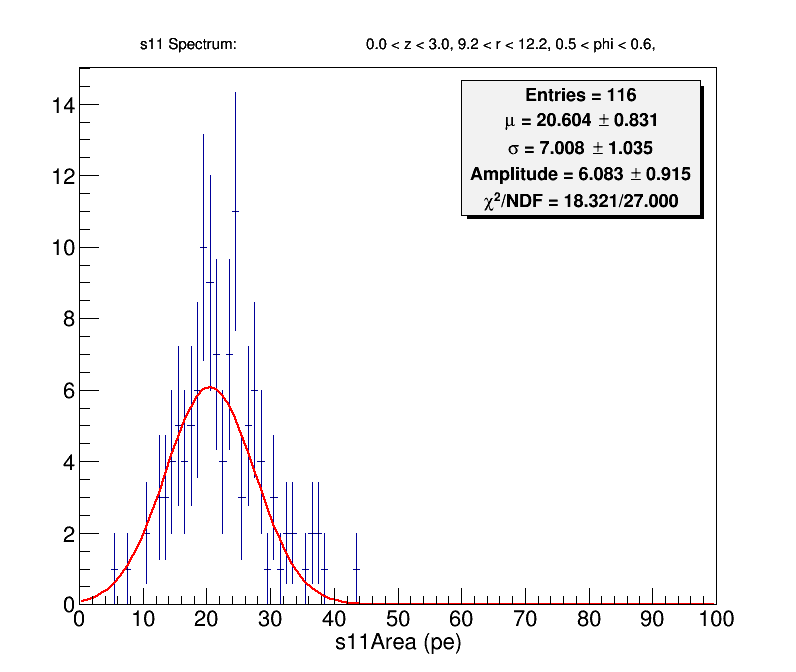 s11 Spectrum: 0.0 < z < 3.0, 9.2 < r < 12.2, 0.5 < phi < 0.6,
Entries = 116
μ = 20.604 ± 0.831
σ = 7.008 ± 1.035
Amplitude = 6.083 ± 0.915
χ²/NDF = 18.321/27.000
14
12
10
8
6
4
2
0
0 10 20 30 40 50 60 70 80 90 100
s11Area (pe)